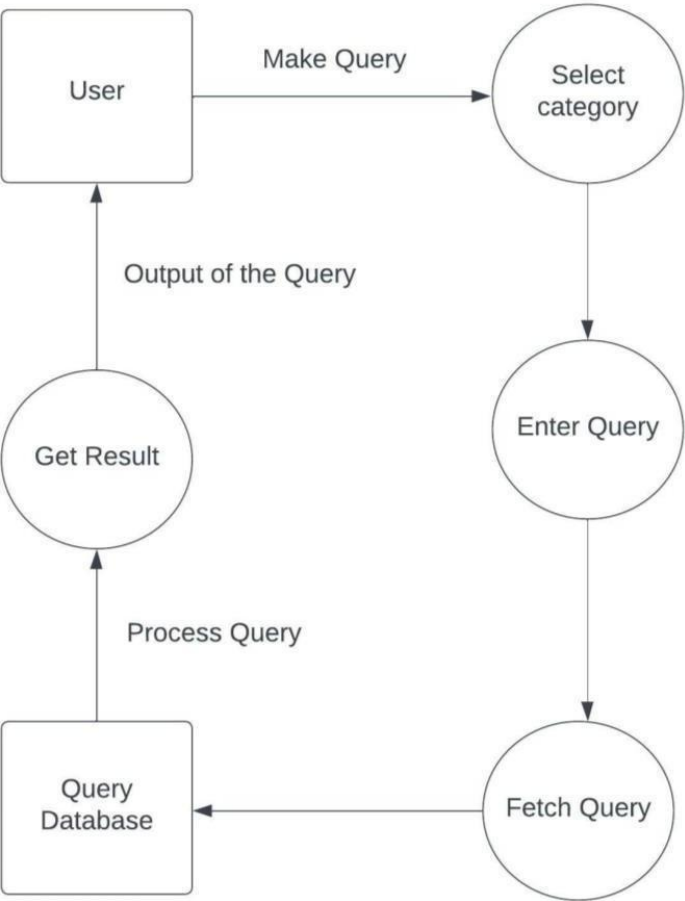 User
Make Query
Select
category
Output of the Query
Enter Query
Get Result
Process Query
Query
Database
Fetch Query